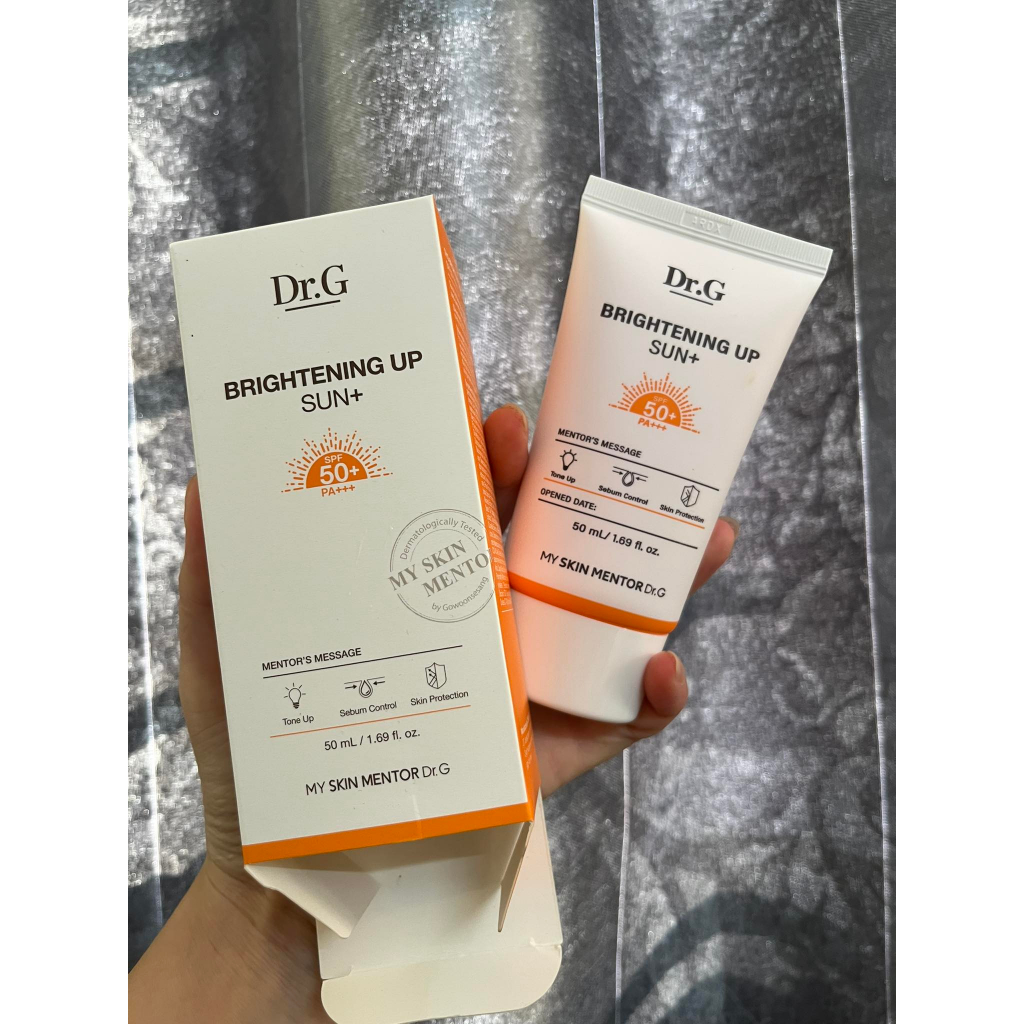 Dr.G
BRIGHTENING UP
SUN+
SPF
50+
PA+++
Dermatologically Tested
MY SKIN
MENTO
by Gowoonsesang
MENTOR'S MESSAGE
Tone Up
Sebum Control
Skin Protection
50 mL / 1.69 fl. oz.
MY SKIN MENTOR Dr.G
Dr.G
BRIGHTENING UP
SUN+
SPF
50+
PA+++
MENTOR'S MESSAGE
Tone Up
Sebum Control
Skin Protection
OPENED DATE:
50 mL/ 1.69 fl. oz.
MY SKIN MENTOR Dr.G